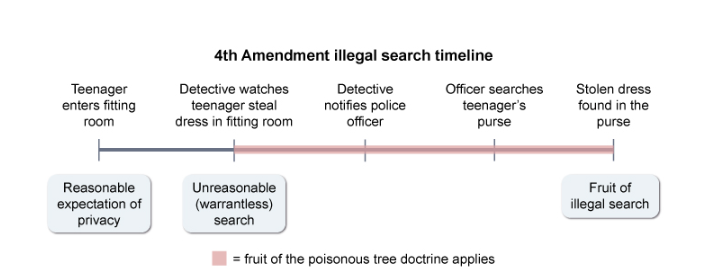 4th Amendment illegal search timeline
Teenager
enters fitting
room
Detective watches
teenager steal
dress in fitting room
Detective
notifies police
officer
Officer searches
teenager's
purse
Stolen dress
found in the
purse
Reasonable
expectation of
privacy
Unreasonable
(warrantless)
search
Fruit of
illegal search
= fruit of the poisonous tree doctrine applies